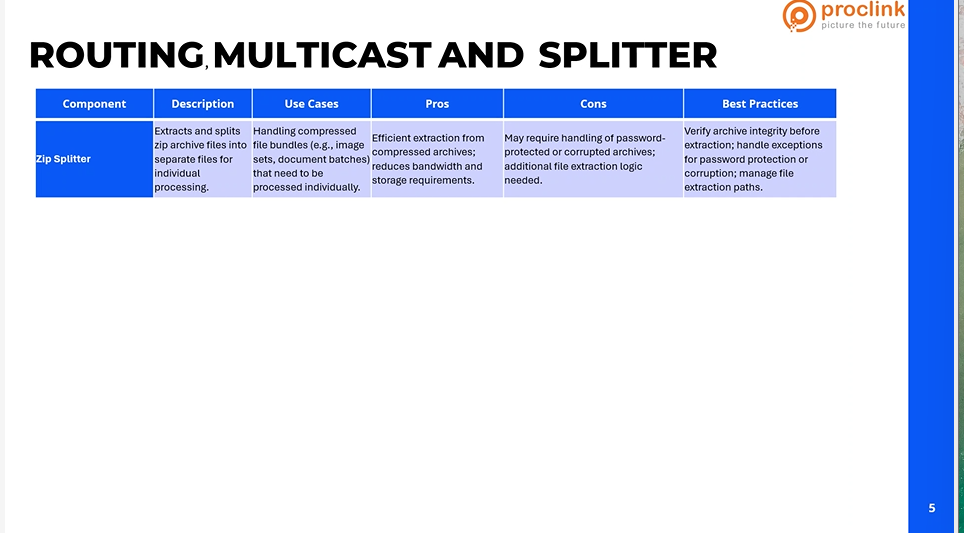 proclink
picture the future
ROUTING, MULTICAST AND SPLITTER
Component
Description
Use Cases
Pros
Cons
Best Practices
Zip Splitter
Extracts and splits
zip archive files into
separate files for
individual
processing.
Handling compressed
file bundles (e.g., image
sets, document batches)
that need to be
processed individually.
Efficient extraction from
compressed archives;
reduces bandwidth and
storage requirements.
May require handling of password-
protected or corrupted archives;
additional file extraction logic
needed.
Verify archive integrity before
extraction; handle exceptions
for password protection or
corruption; manage file
extraction paths.
5